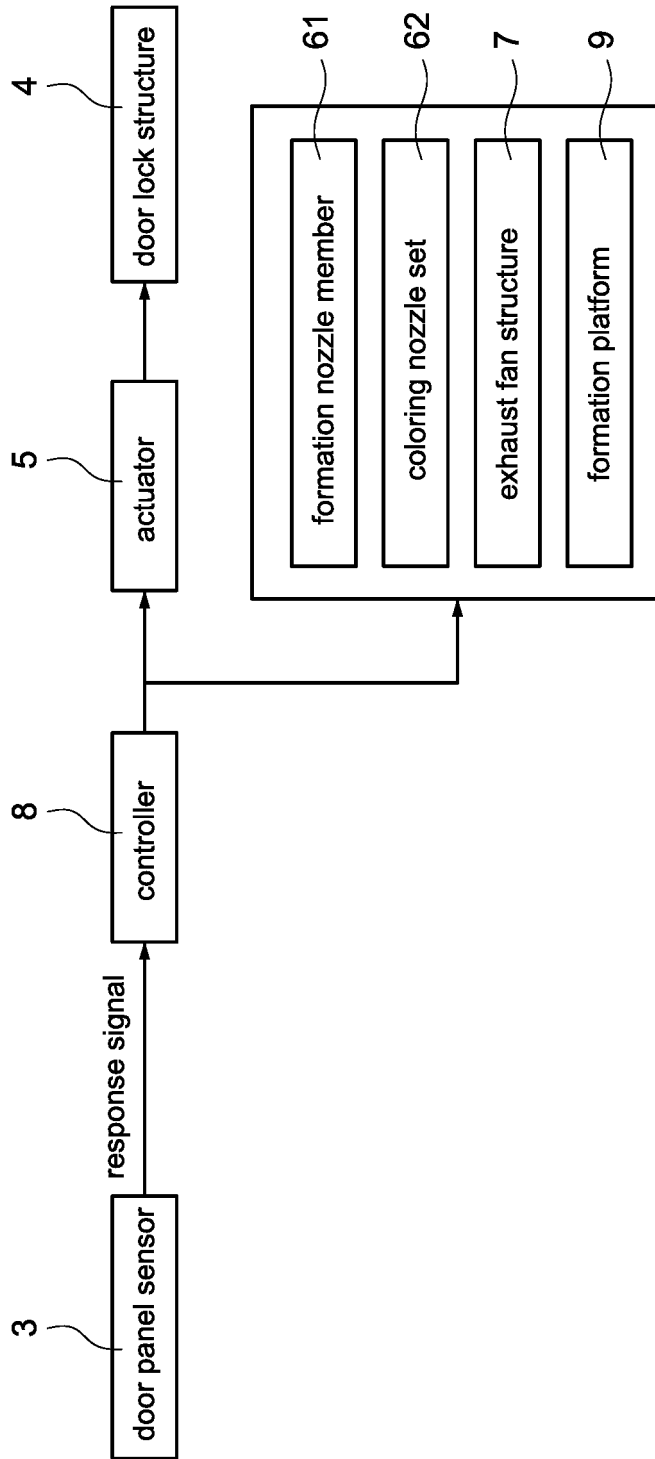 3
door panel sensor
response signal
8
controller
5
actuator
4
door lock structure
formation nozzle member
61
coloring nozzle set
62
exhaust fan structure
7
formation platform
9